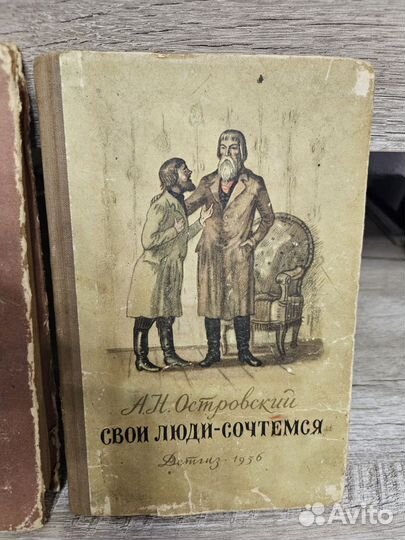 А.Н. Островский
СВОИ ЛЮДИ-СОЧТЕМСЯ
Детгиз · 1956
Avito